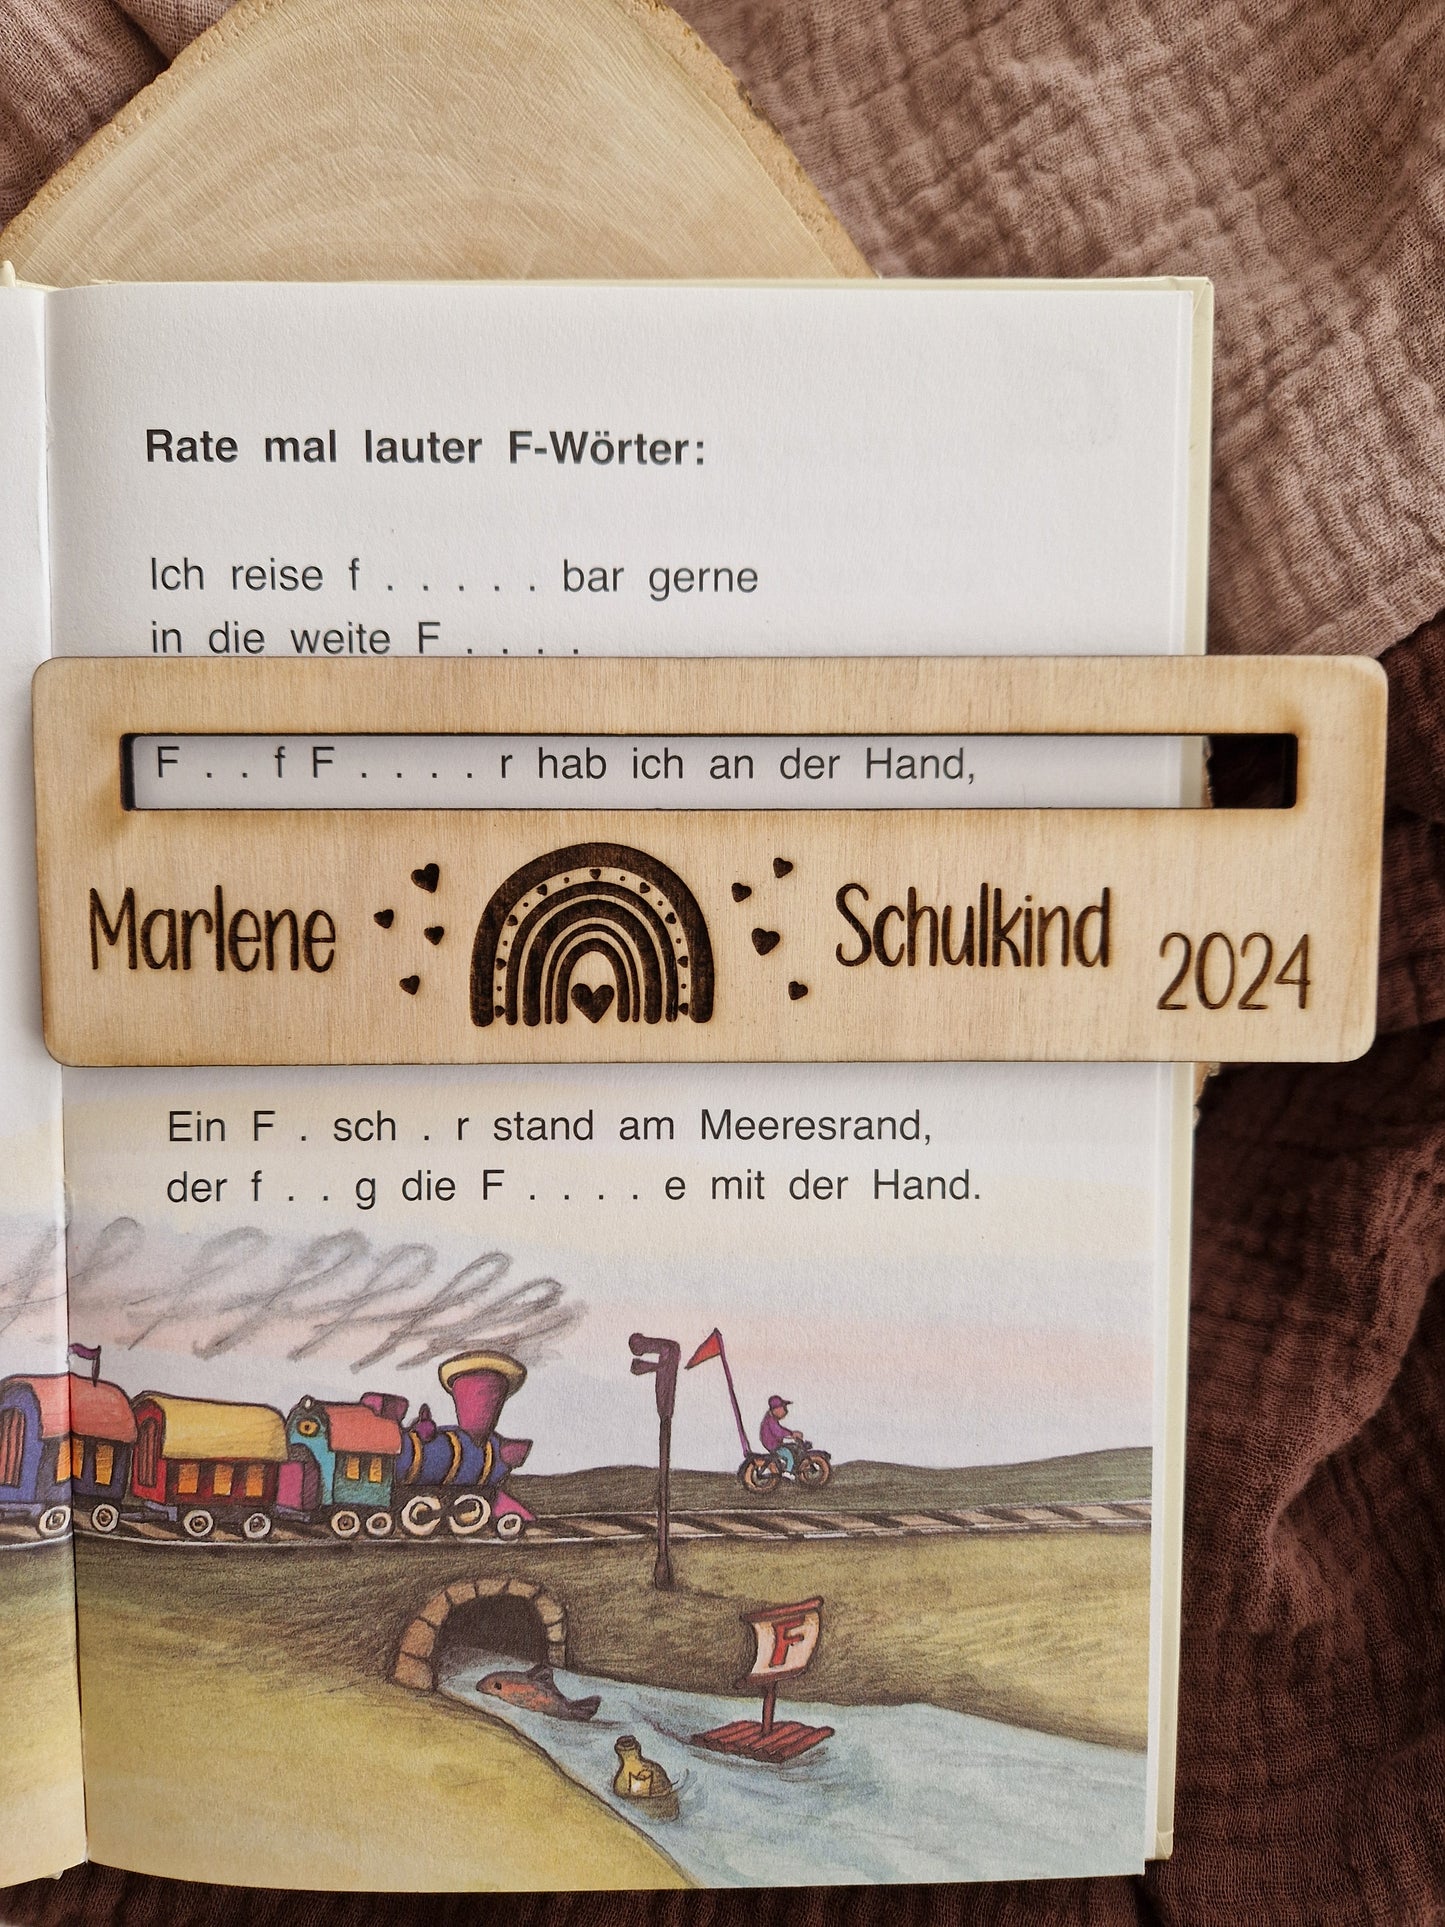 Rate mal lauter F-Wörter:
Ich reise f . . . . . . bar gerne
in die weite F . . . .
F . . f F . . . . . r hab ich an der Hand,
Marlene Schulkind 2024
Ein F . sch . r stand am Meeresrand,
der f . . g die F . . . . e mit der Hand.
F
F